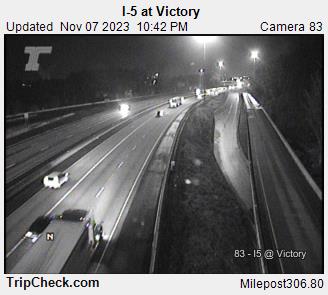 I-5 at Victory
Updated Nov 07 2023 10:42 PM Camera 83
T
N
83 - I5 @ Victory
TripCheck.com Milepost306.80